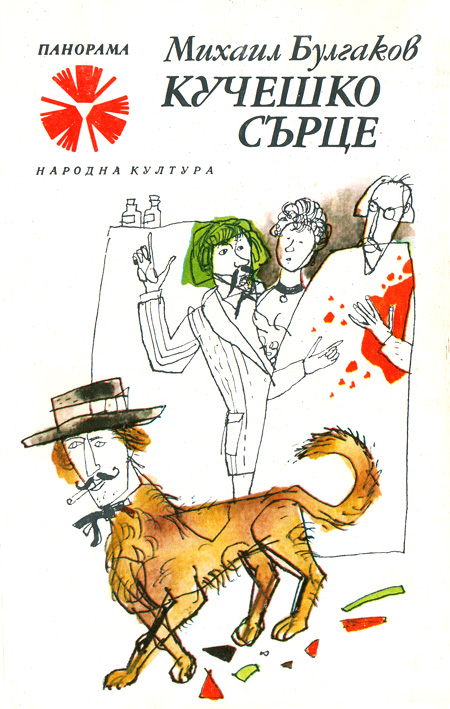 ПАНОРАМА
Михаил Булгаков
КУЧЕШКО
СЪРЦЕ
НАРОДНА КУЛТУРА